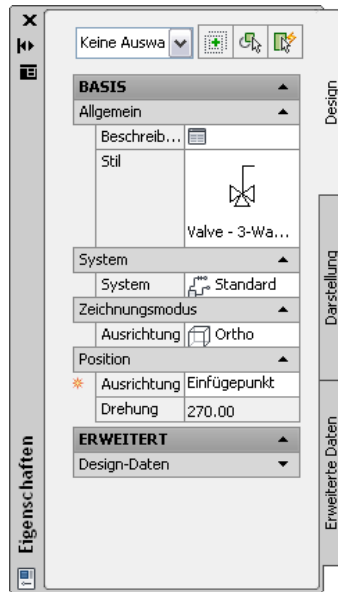 Keine Auswa
BASIS
Allgemein
Beschreib...
Stil
Valve - 3-Wa...
System
System Standard
Zeichnungsmodus
Ausrichtung Ortho
Position
Ausrichtung Einfügepunkt
Drehung 270.00
ERWEITERT
Design-Daten
Design
Darstellung
Erweiterte Daten
Eigenschaften